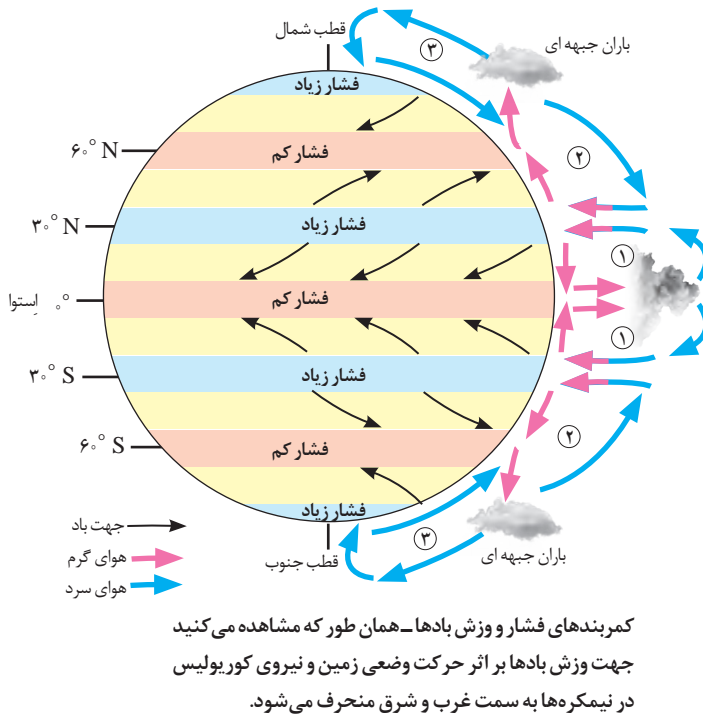 قطب شمال
باران جبهه ای
۳
فشار زیاد
۶۰° N
فشار کم
۲
۳۰° N
فشار زیاد
۱
اِستوا ۰°
فشار کم
۱
۳۰° S
فشار زیاد
۲
۶۰° S
فشار کم
فشار زیاد
۳
باران جبهه ای
قطب جنوب
جهت باد
هوای گرم
هوای سرد
کمربندهای فشار و وزش بادها ــ همان طور که مشاهده می‌کنید
جهت وزش بادها بر اثر حرکت وضعی زمین و نیروی کوریولیس
در نیمکره‌ها به سمت غرب و شرق منحرف می‌شود.